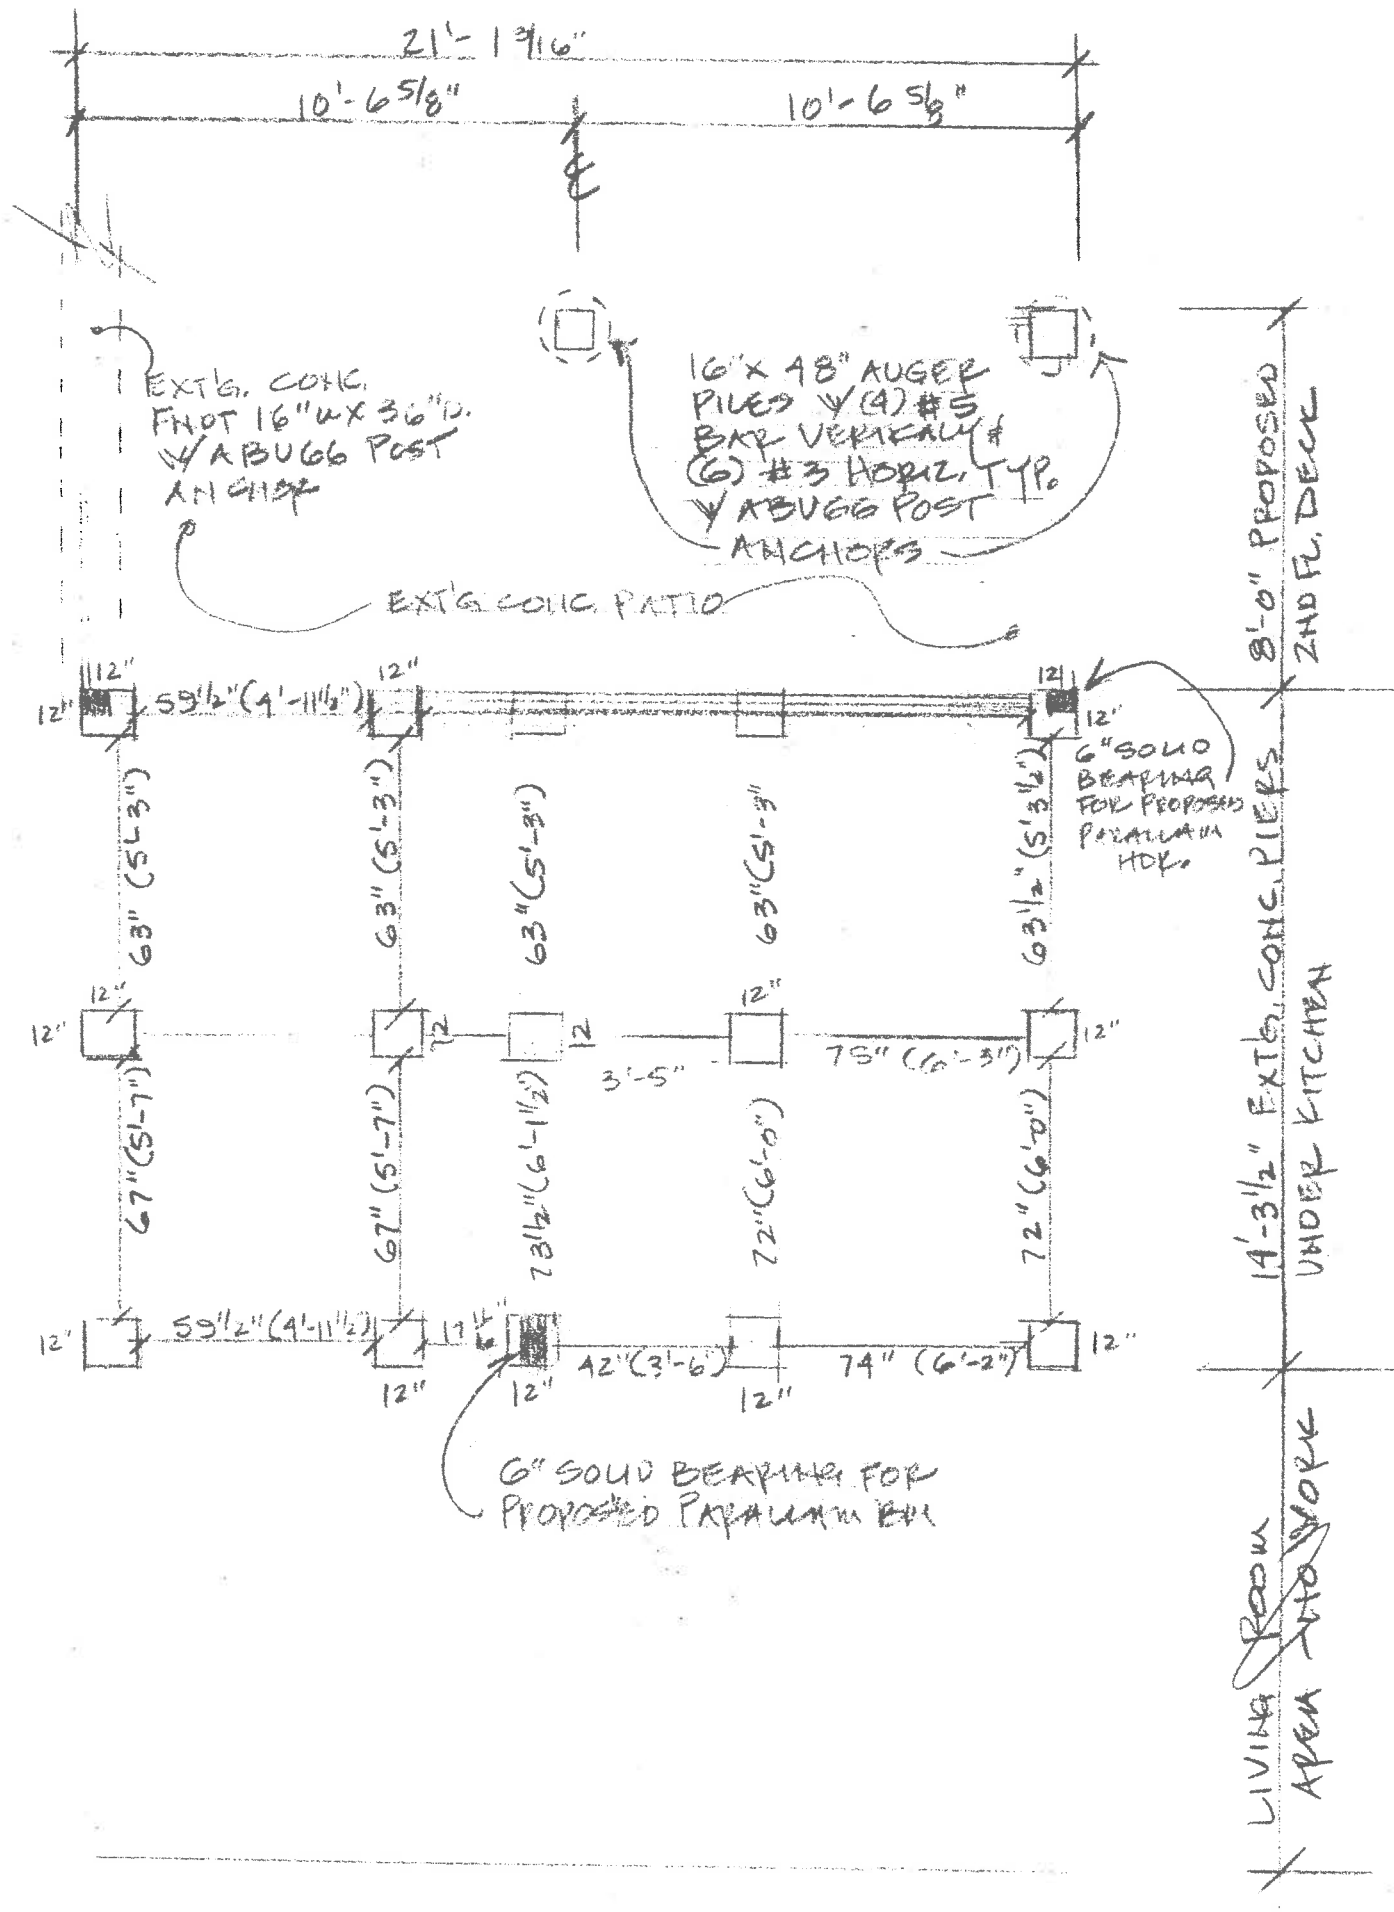 21'-1 3/16"
10'-6 5/8"
10'-6 5/8"
℄
EXT'G. CONC.
FNDT 16"W X 36"D.
W/ ABU66 POST
ANCHOR
16"X 48" AUGER
PILES W/ (4) #5
BAR VERTICALY &
(6) #3 HORIZ. TYP.
W/ ABU66 POST
ANCHORS
EXT'G CONC. PATIO
8'-0" PROPOSED
2ND FL. DECK
12"
12"
59 1/2" (4'-11 1/2")
12"
12
12"
6" SOLID
BEARING
FOR PROPOSED
PARALLAM
HDR.
63" (5'-3")
63" (5'-3")
63" (5'-3")
63" (5'-3"
63 1/2" (5'3 1/2")
14'-3 1/2" EXT'G. CONC. PIERS
UNDER KITCHEN
12"
12"
12
12
12"
12"
3'-5"
75" (6'-3")
67" (5'-7")
67" (5'-7")
73 1/2" (6'-1 1/2")
72" (6'-0")
72" (6'-0")
12"
59 1/2" (4'-11 1/2")
42" (3'-6")
74" (6'-2")
12"
12"
12"
12"
6" SOLID BEARING FOR
PROPOSED PARALLAM BM
LIVING ROOM
AREA NO WORK